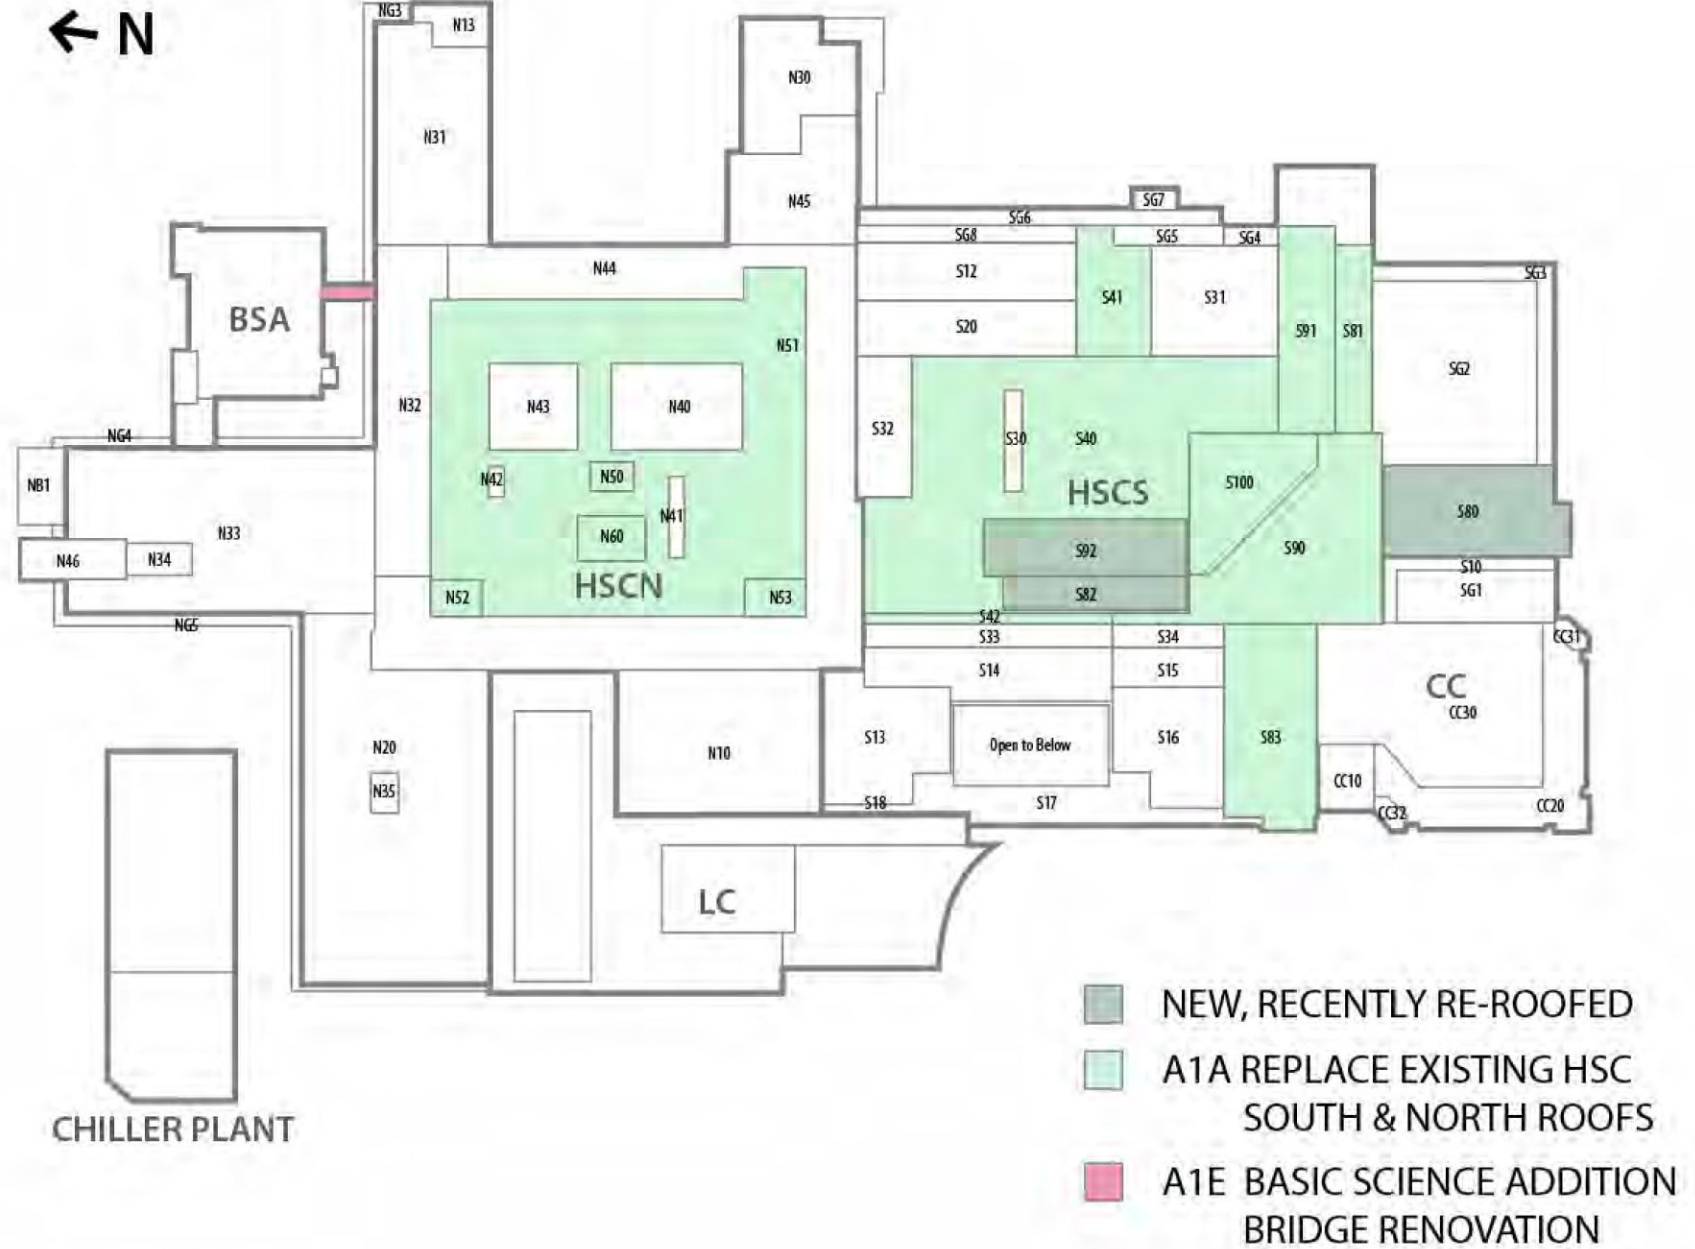 N
NG3
N13
N30
N31
N45
SG7
SG6
SG8
SG5
SG4
N44
S12
SG3
BSA
S41
S31
S20
S91
S81
N51
SG2
N32
N43
N40
S32
S30
S40
NG4
N42
N50
S100
HSCS
NB1
N41
S80
N33
N60
S92
S90
N46
N34
S10
HSCN
SG1
N52
N53
S82
S42
NG5
S33
S34
CC31
S14
S15
CC
CC30
N20
N10
S13
Open to Below
S16
S83
N35
CC10
S18
S17
CC32
CC20
LC
NEW, RECENTLY RE-ROOFED
A1A REPLACE EXISTING HSC
SOUTH & NORTH ROOFS
CHILLER PLANT
A1E BASIC SCIENCE ADDITION
BRIDGE RENOVATION